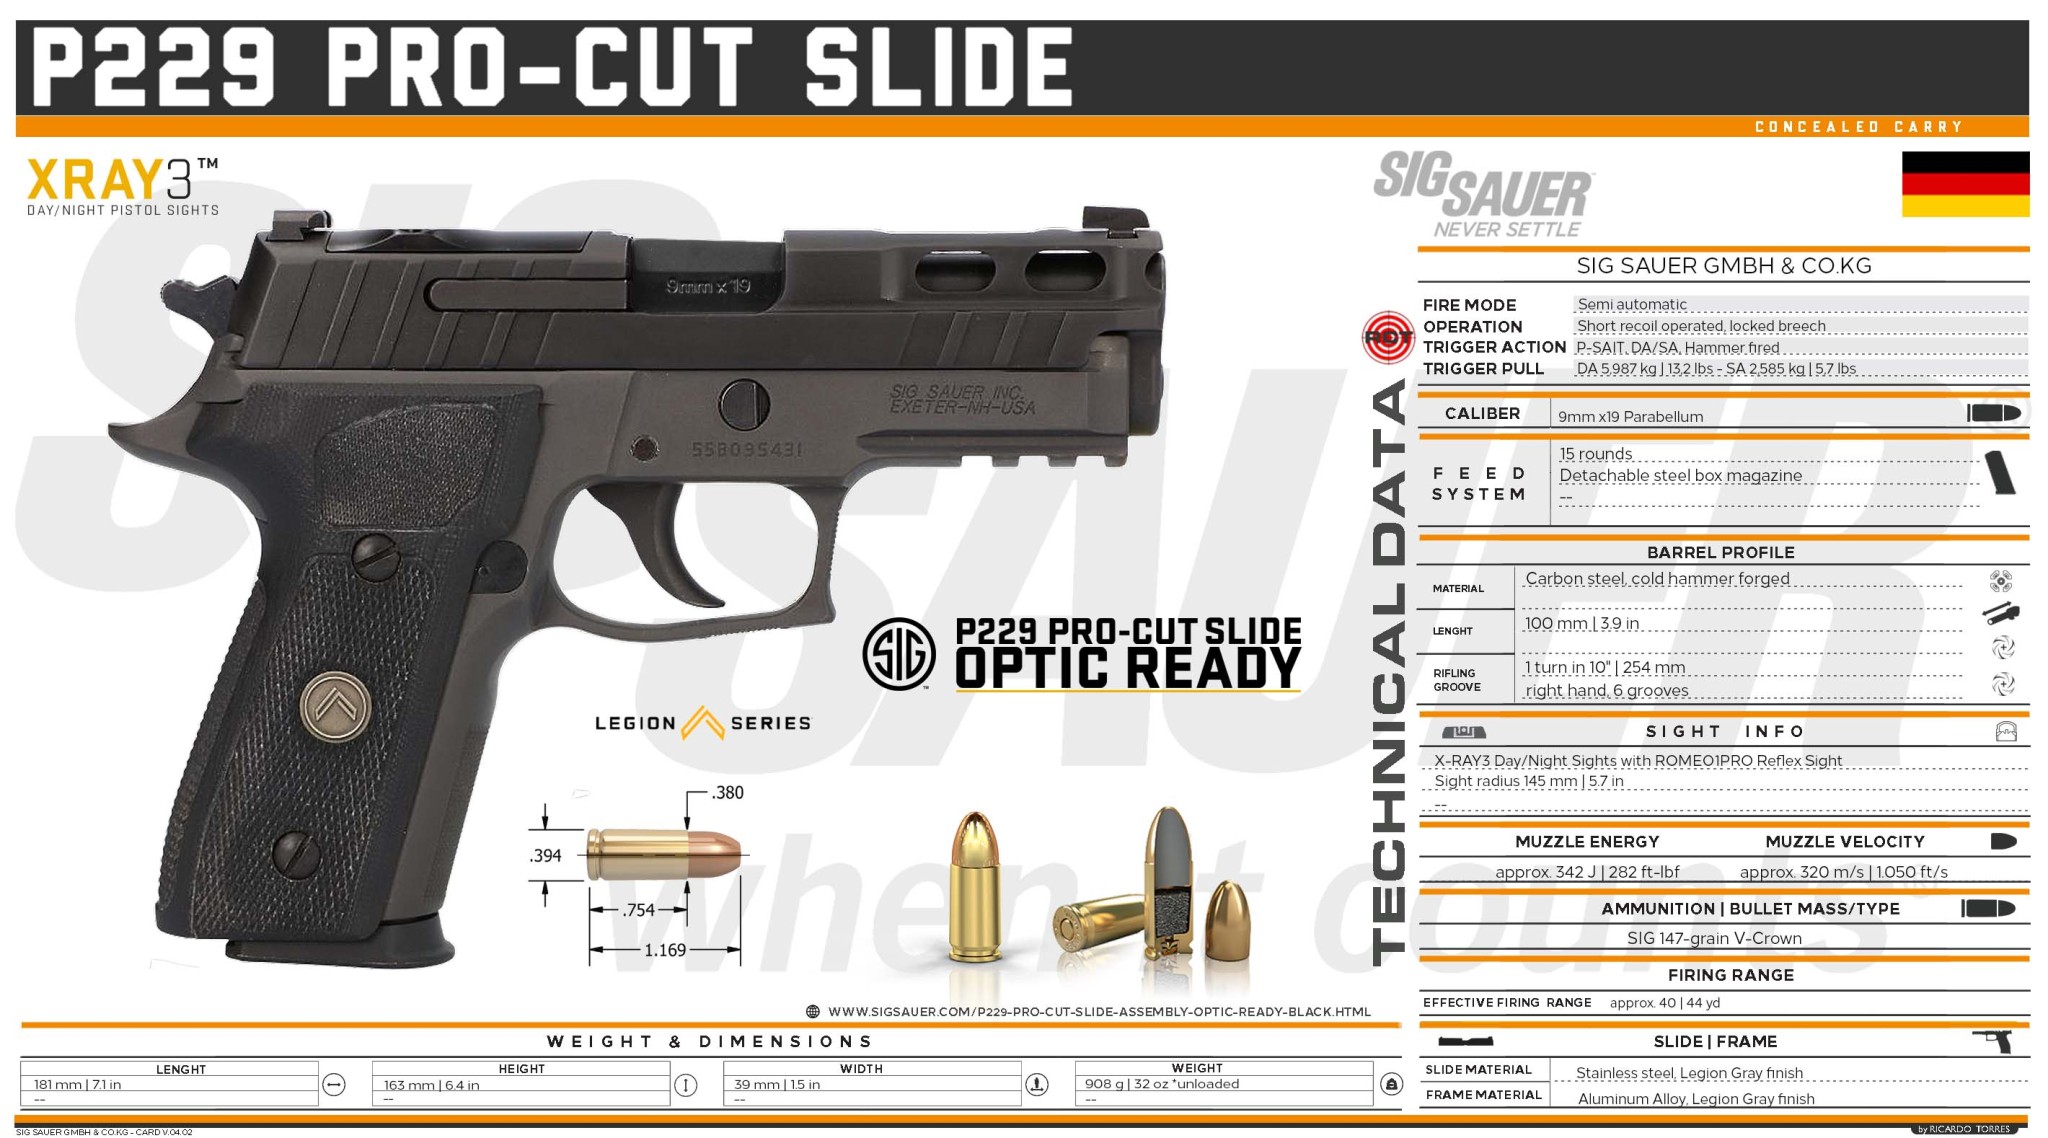 P229 PRO-CUT SLIDE
CONCEALED CARRY
XRAY3™
DAY/NIGHT PISTOL SIGHTS
SIG SAUER
NEVER SETTLE
9mm x 19
SIG SAUER INC.
EXETER-NH-USA
55B095431
SIG
P229 PRO-CUT SLIDE
OPTIC READY
LEGION SERIES
.380
.394
.754
1.169
WWW.SIGSAUER.COM/P229-PRO-CUT-SLIDE-ASSEMBLY-OPTIC-READY-BLACK.HTML
SIG SAUER
when it counts
RDT
TECHNICAL DATA
SIG SAUER GMBH & CO.KG
FIRE MODE Semi automatic
OPERATION Short recoil operated, locked breech
TRIGGER ACTION P-SAIT, DA/SA, Hammer fired
TRIGGER PULL DA 5,987 kg | 13,2 lbs - SA 2,585 kg | 5,7 lbs
CALIBER 9mm x19 Parabellum
FEED SYSTEM
15 rounds
Detachable steel box magazine
--
BARREL PROFILE
MATERIAL Carbon steel, cold hammer forged
LENGHT 100 mm | 3.9 in
RIFLING GROOVE
1 turn in 10" | 254 mm
right hand, 6 grooves
SIGHT INFO
X-RAY3 Day/Night Sights with ROMEO1PRO Reflex Sight
Sight radius 145 mm | 5.7 in
--
MUZZLE ENERGY MUZZLE VELOCITY
approx. 342 J | 282 ft-lbf approx. 320 m/s | 1.050 ft/s
AMMUNITION | BULLET MASS/TYPE
SIG 147-grain V-Crown
FIRING RANGE
EFFECTIVE FIRING RANGE approx. 40 | 44 yd
SLIDE | FRAME
SLIDE MATERIAL Stainless steel, Legion Gray finish
FRAME MATERIAL Aluminum Alloy, Legion Gray finish
WEIGHT & DIMENSIONS
LENGHT HEIGHT WIDTH WEIGHT
181 mm | 7.1 in 163 mm | 6.4 in 39 mm | 1.5 in 908 g | 32 oz *unloaded
-- -- -- --
SIG SAUER GMBH & CO.KG - CARD V.04.02
by RICARDO TORRES